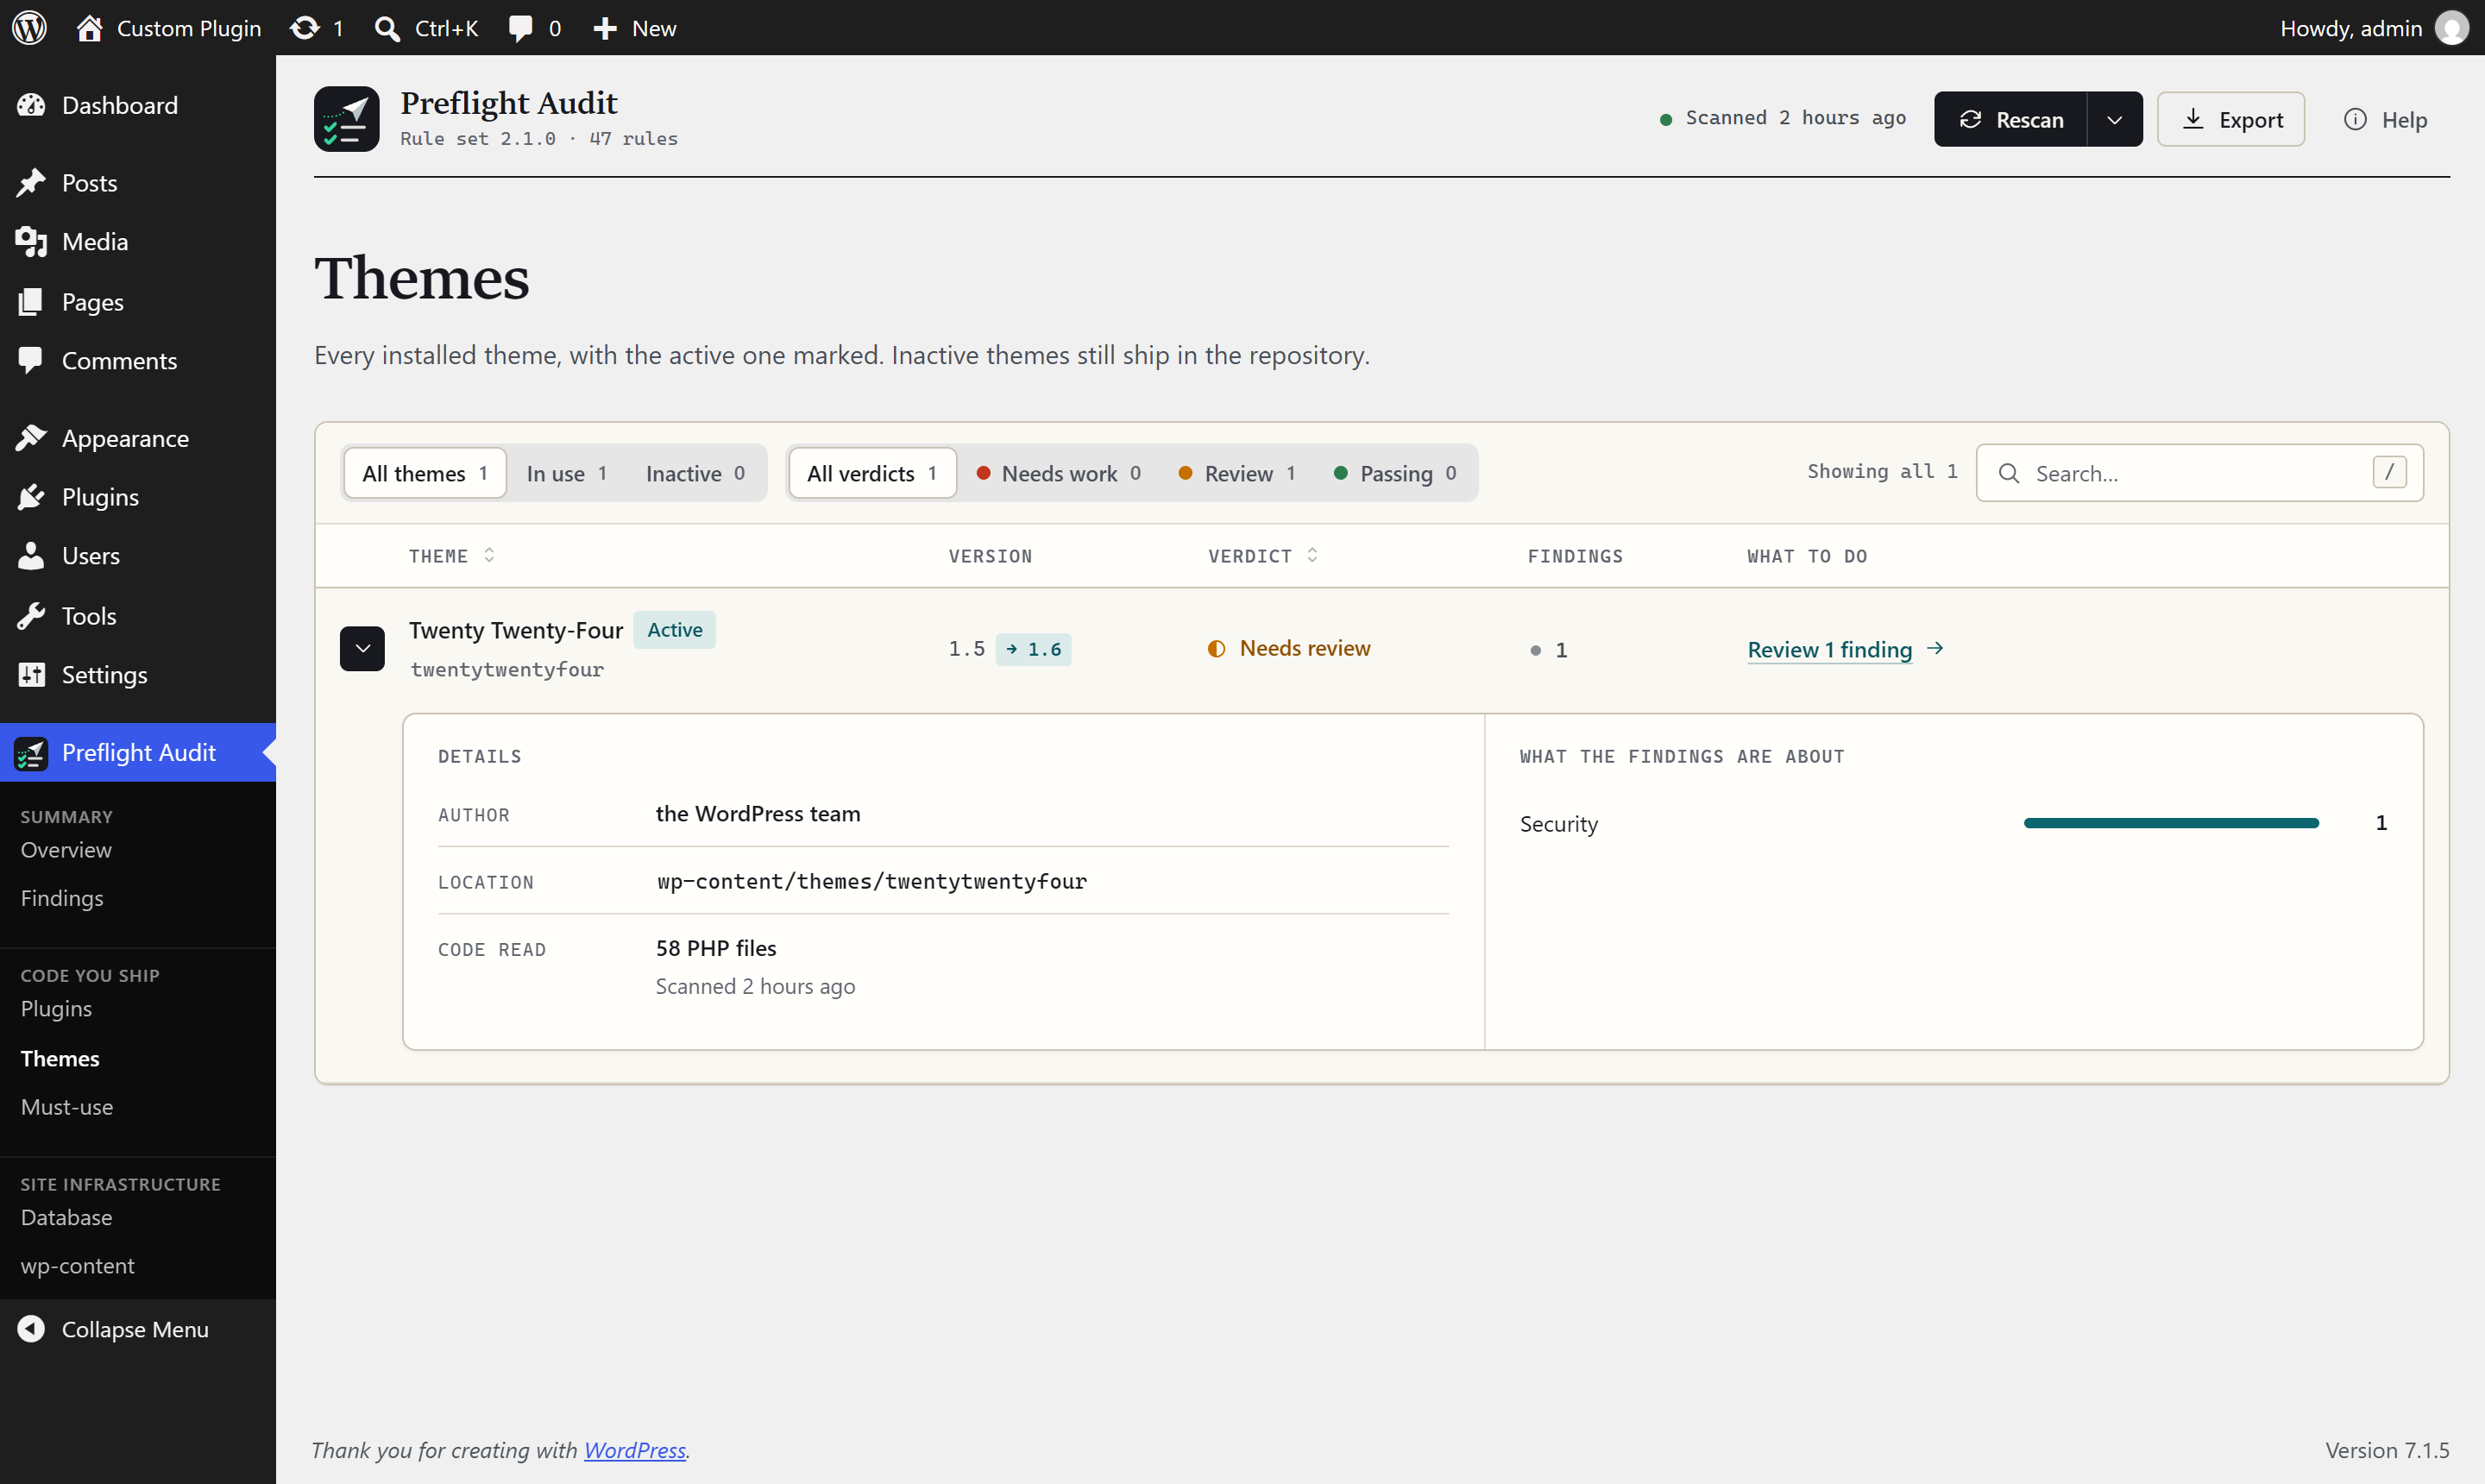 Custom Plugin 1 Ctrl+K 0 New Howdy, admin
Dashboard
Posts
Media
Pages
Comments
Appearance
Plugins
Users
Tools
Settings
Preflight Audit
SUMMARY
Overview
Findings
CODE YOU SHIP
Plugins
Themes
Must-use
SITE INFRASTRUCTURE
Database
wp-content
Collapse Menu
Preflight Audit
Rule set 2.1.0 · 47 rules
Scanned 2 hours ago Rescan Export Help
Themes
Every installed theme, with the active one marked. Inactive themes still ship in the repository.
All themes 1 In use 1 Inactive 0 All verdicts 1 Needs work 0 Review 1 Passing 0 Showing all 1 Search... /
THEME VERSION VERDICT FINDINGS WHAT TO DO
Twenty Twenty-Four Active
twentytwentyfour
1.5 → 1.6 Needs review 1 Review 1 finding →
DETAILS
AUTHOR the WordPress team
LOCATION wp-content/themes/twentytwentyfour
CODE READ 58 PHP files
Scanned 2 hours ago
WHAT THE FINDINGS ARE ABOUT
Security 1
Thank you for creating with WordPress.
Version 7.1.5